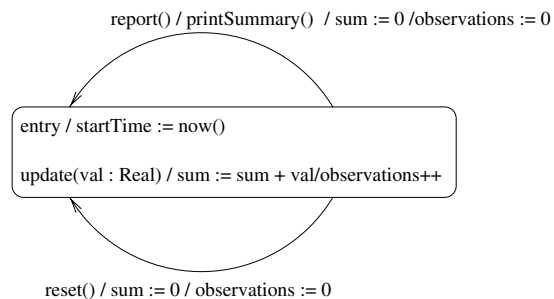 report() / printSummary() / sum := 0 /observations := 0
entry / startTime := now()
update(val : Real) / sum := sum + val/observations++
reset() / sum := 0 / observations := 0